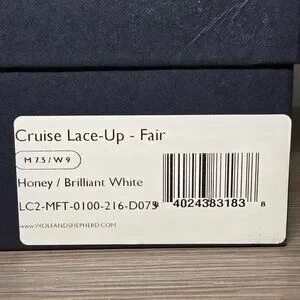 Cruise Lace-Up - Fair
M 7.5 / W 9
Honey / Brilliant White
LC2-MFT-0100-216-D075
4024383183 8
WWW.WOLFANDSHEPHERD.COM